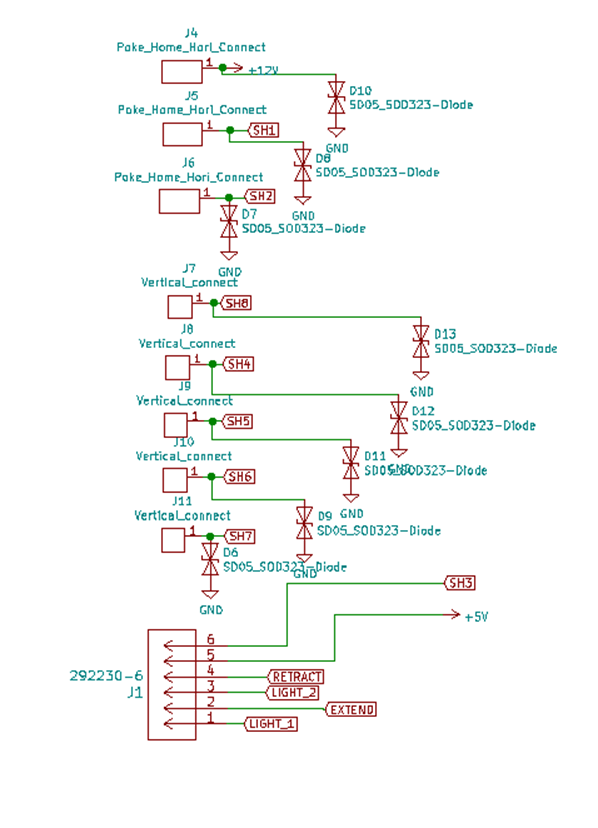 J4
Poke_Home_Hori_Connect
1
+12V
D10
SD05_SOD323-Diode
GND
J5
Poke_Home_Hori_Connect
1
SH1
D8
SD05_SOD323-Diode
GND
J6
Poke_Home_Hori_Connect
1
SH2
D7
SD05_SOD323-Diode
GND
J7
Vertical_connect
1
SH8
D13
SD05_SOD323-Diode
GND
J8
Vertical_connect
1
SH4
D12
SD05_SOD323-Diode
GND
J9
Vertical_connect
1
SH5
D11
SD05_SOD323-Diode
GND
J10
Vertical_connect
1
SH6
D9
SD05_SOD323-Diode
GND
J11
Vertical_connect
1
SH7
D6
SD05_SOD323-Diode
GND
SH3
+5V
292230-6
J1
6
5
4
RETRACT
3
LIGHT_2
2
EXTEND
1
LIGHT_1